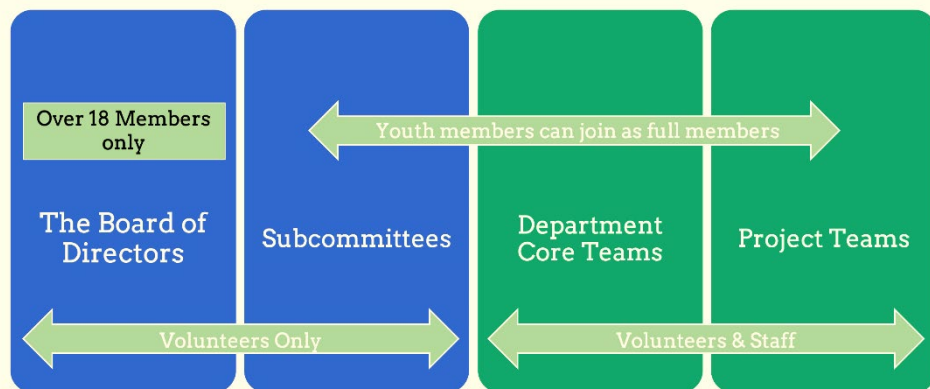 Over 18 Members
only
Youth members can join as full members
The Board of
Directors
Subcommittees
Department
Core Teams
Project Teams
Volunteers Only
Volunteers & Staff